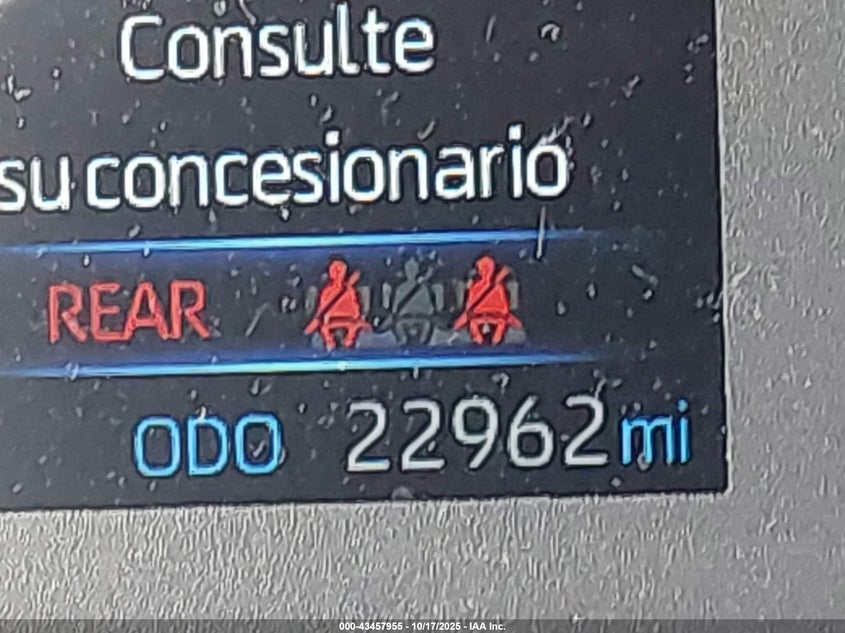 Consulte
su concesionario
REAR
ODO 22962 mi
000-43457955 - 10/17/2025 - IAA Inc.